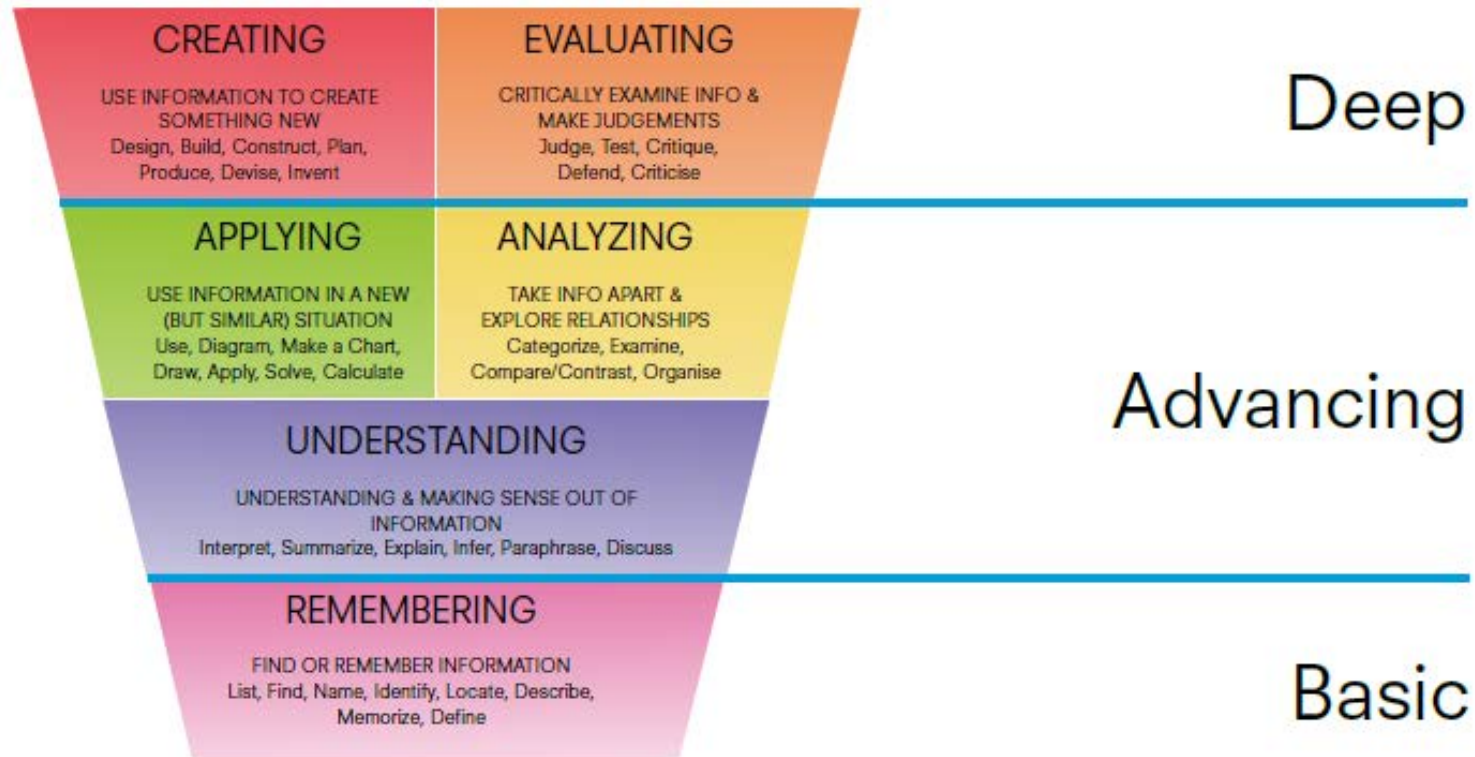 CREATING
USE INFORMATION TO CREATE
SOMETHING NEW
Design, Build, Construct, Plan,
Produce, Devise, Invent
EVALUATING
CRITICALLY EXAMINE INFO &
MAKE JUDGEMENTS
Judge, Test, Critique,
Defend, Criticise
Deep
APPLYING
USE INFORMATION IN A NEW
(BUT SIMILAR) SITUATION
Use, Diagram, Make a Chart,
Draw, Apply, Solve, Calculate
ANALYZING
TAKE INFO APART &
EXPLORE RELATIONSHIPS
Categorize, Examine,
Compare/Contrast, Organise
Advancing
UNDERSTANDING
UNDERSTANDING & MAKING SENSE OUT OF
INFORMATION
Interpret, Summarize, Explain, Infer, Paraphrase, Discuss
REMEMBERING
FIND OR REMEMBER INFORMATION
List, Find, Name, Identify, Locate, Describe,
Memorize, Define
Basic